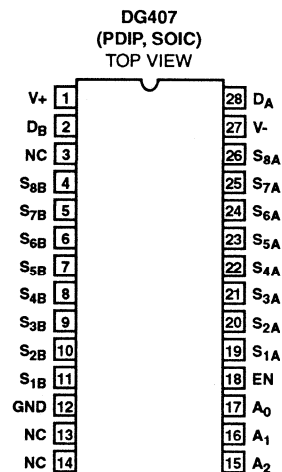 DG407
(PDIP, SOIC)
TOP VIEW
V+ 1 28 DA
DB 2 27 V-
NC 3 26 S8A
S8B 4 25 S7A
S7B 5 24 S6A
S6B 6 23 S5A
S5B 7 22 S4A
S4B 8 21 S3A
S3B 9 20 S2A
S2B 10 19 S1A
S1B 11 18 EN
GND 12 17 A0
NC 13 16 A1
NC 14 15 A2